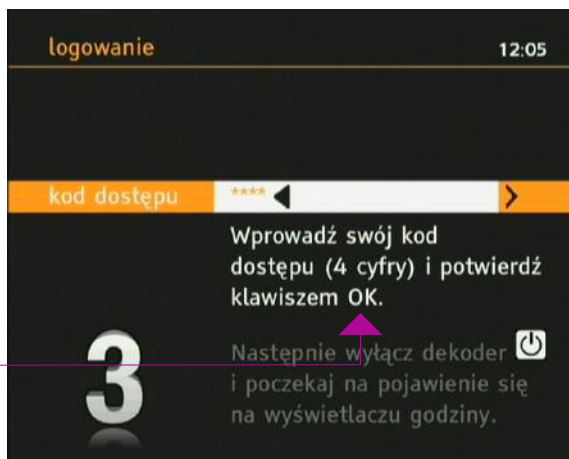 logowanie 12:05
kod dostępu ****
Wprowadź swój kod
dostępu (4 cyfry) i potwierdź
klawiszem OK.
3
Następnie wyłącz dekoder
i poczekaj na pojawienie się
na wyświetlaczu godziny.